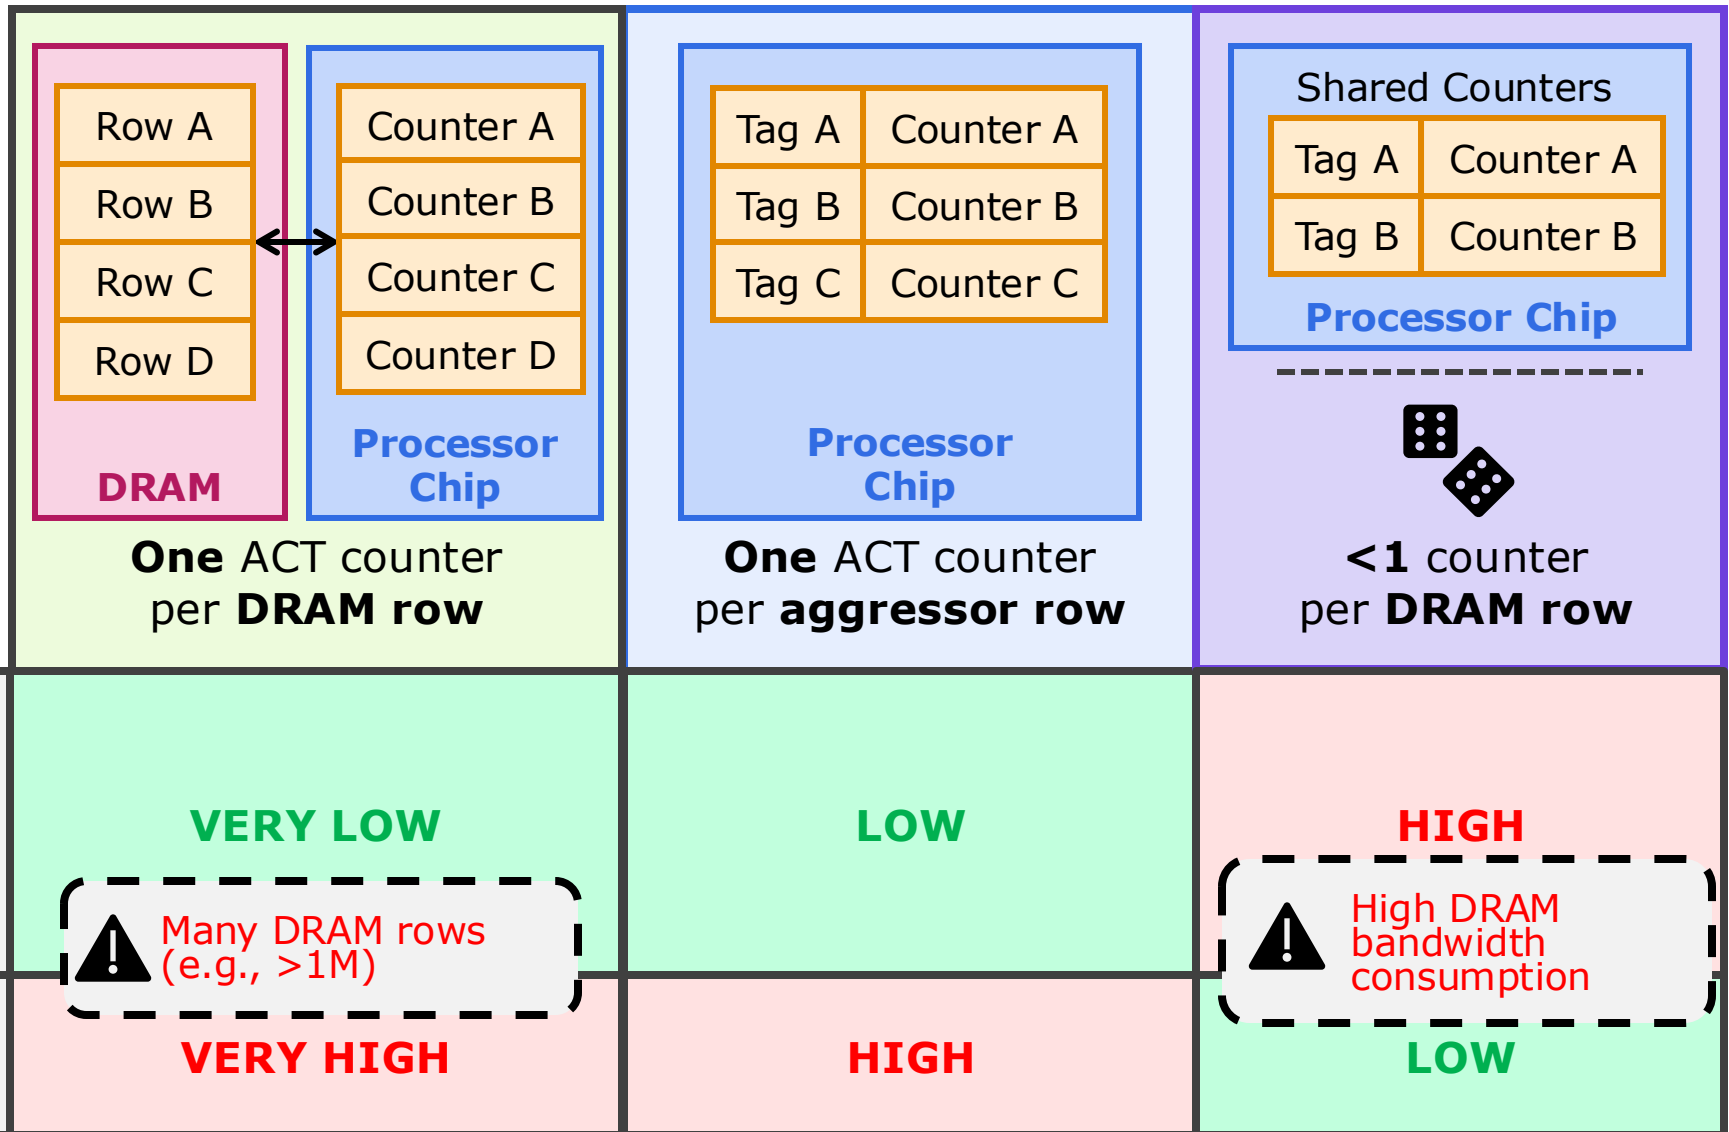 Row A
Row B
Row C
Row D
DRAM
Counter A
Counter B
Counter C
Counter D
Processor
Chip
One ACT counter
per DRAM row
Tag A Counter A
Tag B Counter B
Tag C Counter C
Processor
Chip
One ACT counter
per aggressor row
Shared Counters
Tag A Counter A
Tag B Counter B
Processor Chip
<1 counter
per DRAM row
VERY LOW
LOW
HIGH
Many DRAM rows
(e.g., >1M)
High DRAM
bandwidth
consumption
VERY HIGH
HIGH
LOW